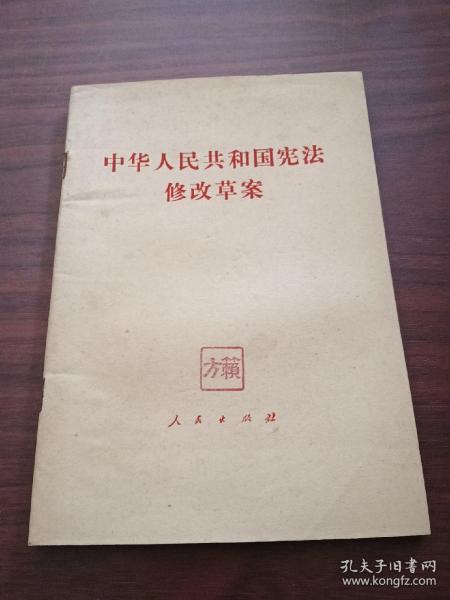 中华人民共和国宪法
修改草案
方籟
人民出版社
孔夫子旧书网
www.kongfz.com